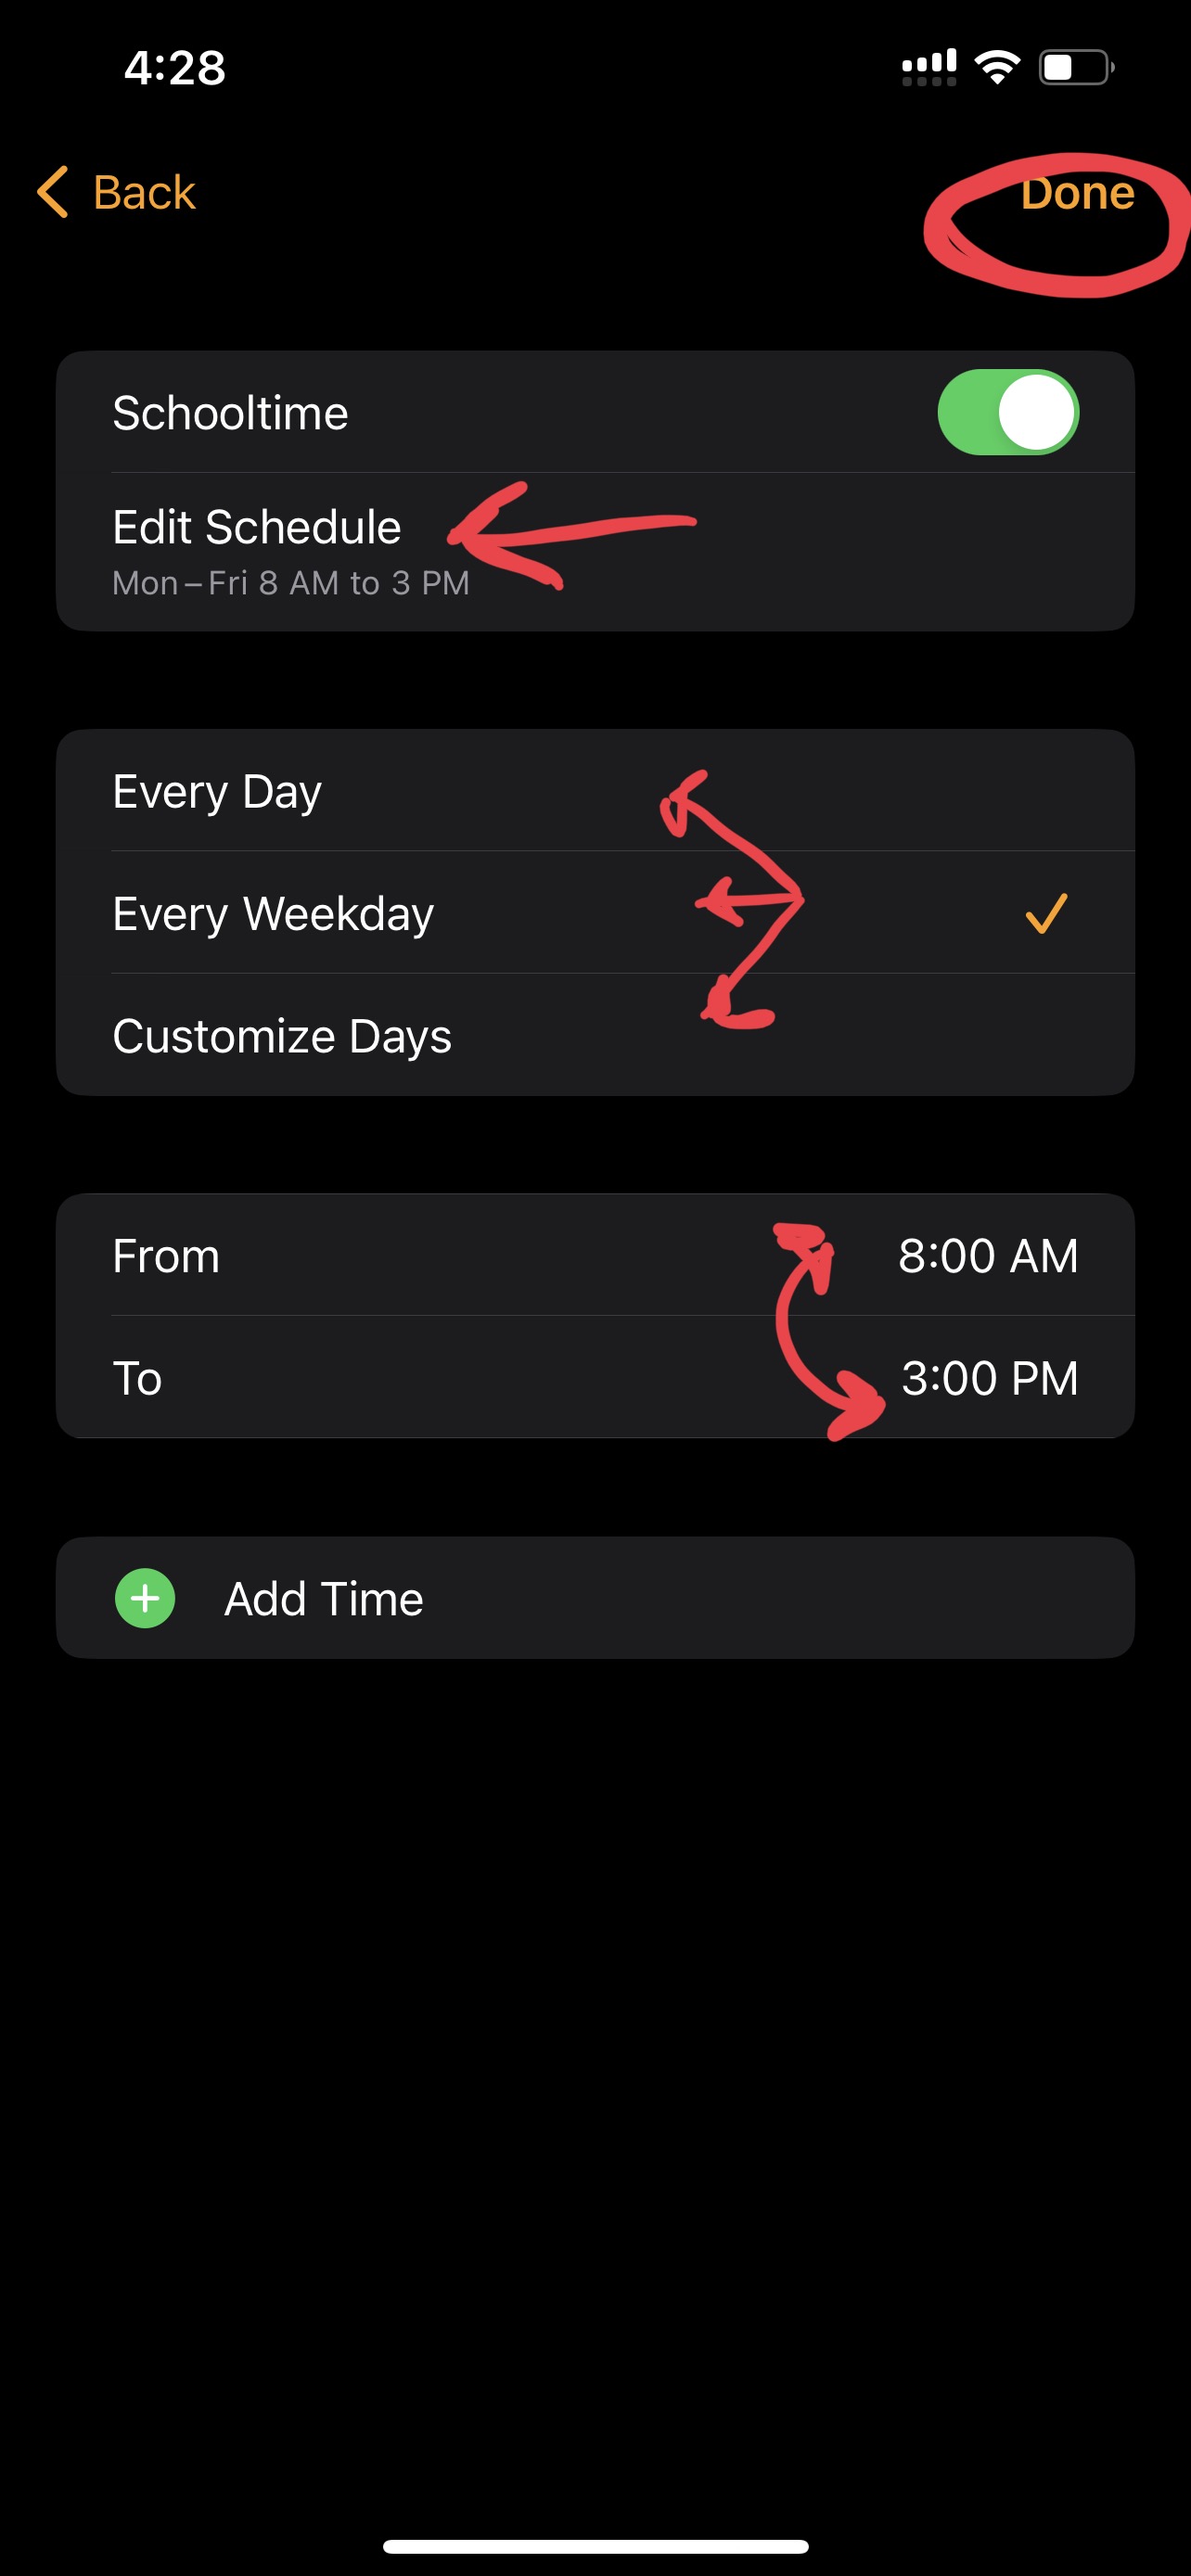 4:28
Back
Done
Schooltime
Edit Schedule
Mon – Fri 8 AM to 3 PM
Every Day
Every Weekday
Customize Days
From 8:00 AM
To 3:00 PM
Add Time